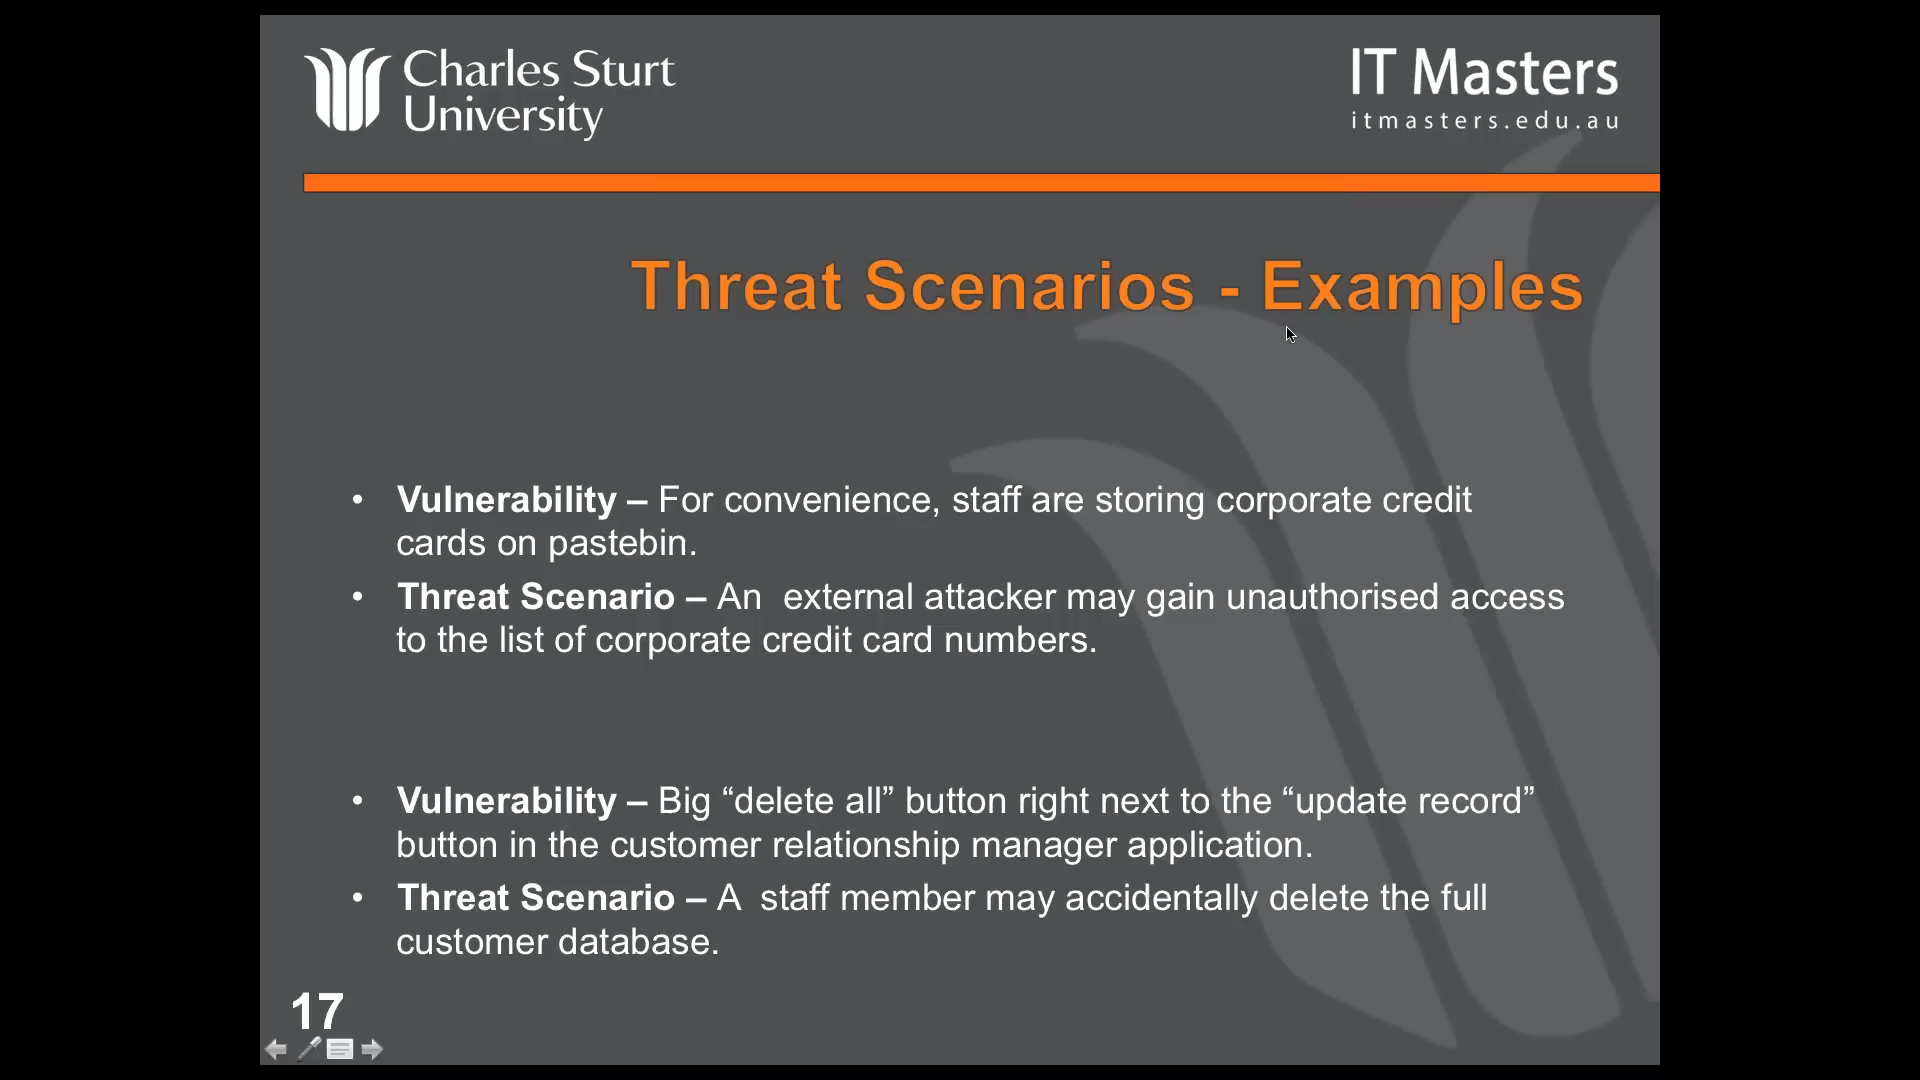 Charles Sturt
University
IT Masters
itmasters.edu.au
Threat Scenarios - Examples
• Vulnerability – For convenience, staff are storing corporate credit
cards on pastebin.
• Threat Scenario – An  external attacker may gain unauthorised access
to the list of corporate credit card numbers.
• Vulnerability – Big “delete all” button right next to the “update record”
button in the customer relationship manager application.
• Threat Scenario – A  staff member may accidentally delete the full
customer database.
17